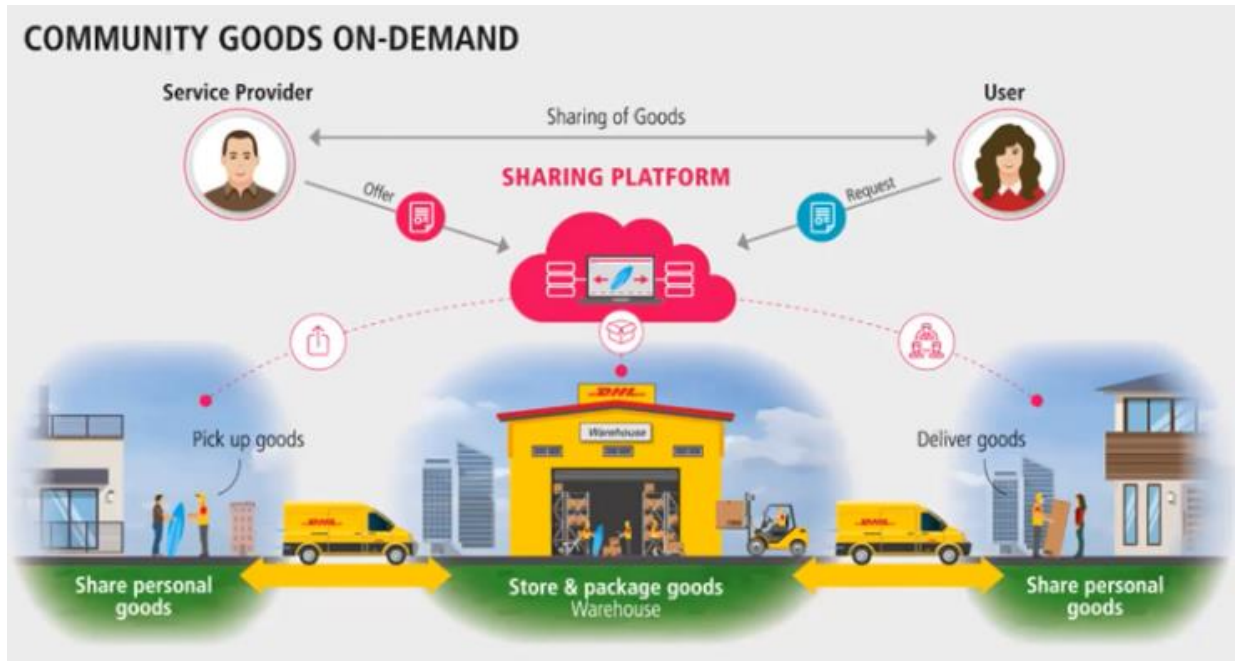 COMMUNITY GOODS ON-DEMAND
Service Provider
User
Sharing of Goods
SHARING PLATFORM
Offer
Request
Pick up goods
Deliver goods
DHL
Warehouse
DHL
DHL
Share personal
goods
Store & package goods
Warehouse
Share personal
goods